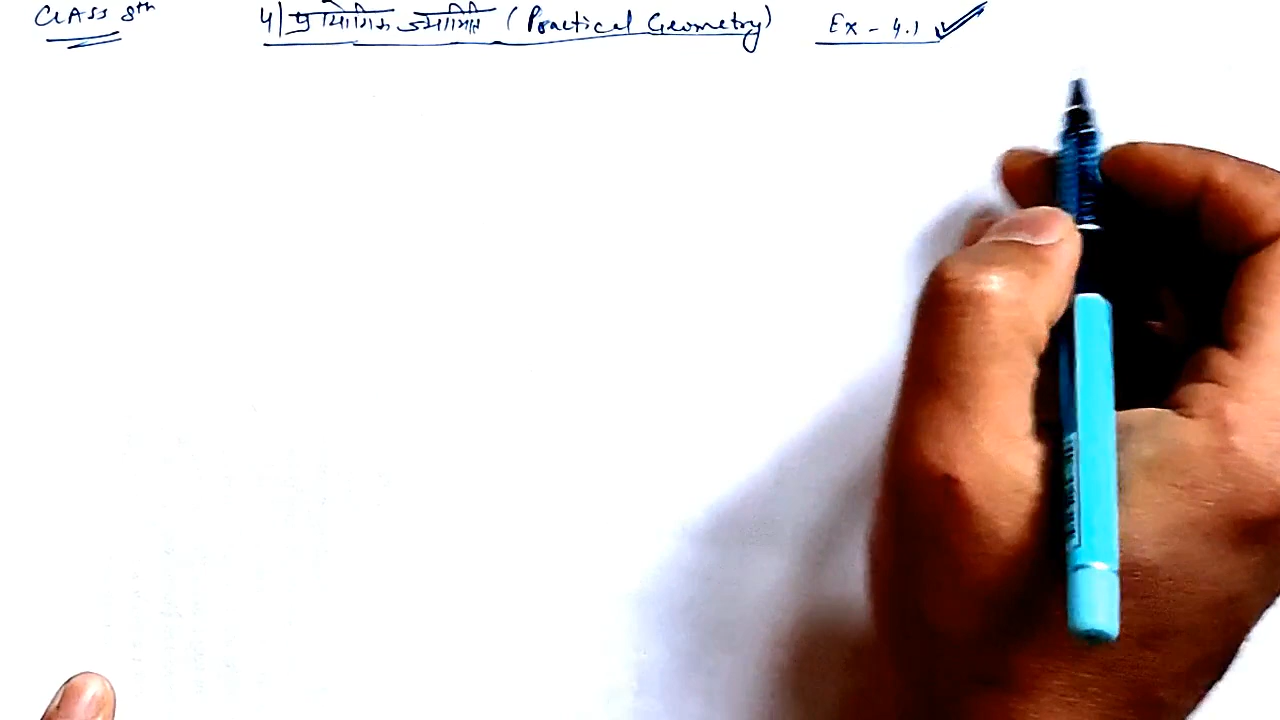 CLASS 8th 4) प्रायोगिक ज्यामिति (Practical Geometry) Ex - 4.1